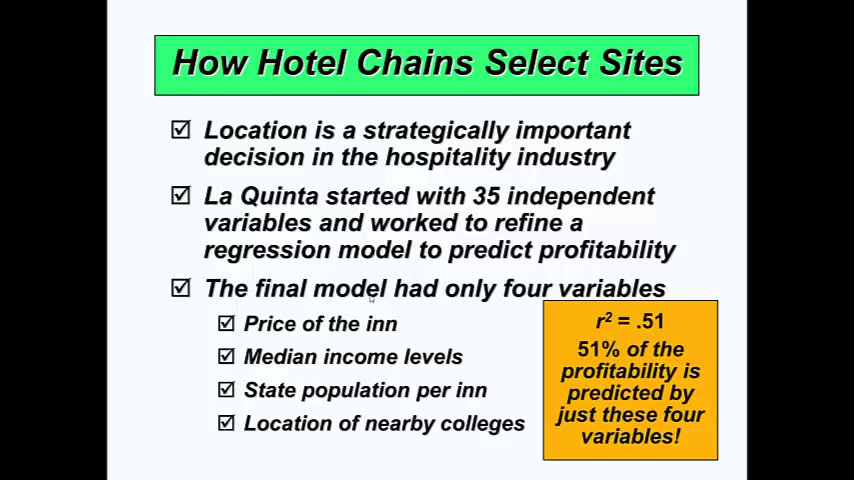 How Hotel Chains Select Sites
Location is a strategically important
decision in the hospitality industry
La Quinta started with 35 independent
variables and worked to refine a
regression model to predict profitability
The final model had only four variables
Price of the inn
Median income levels
State population per inn
Location of nearby colleges
r² = .51
51% of the
profitability is
predicted by
just these four
variables!